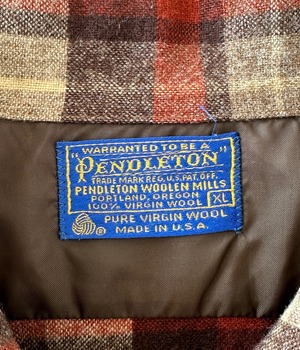 WARRANTED TO BE A
"PENDLETON"
TRADE MARK REG. U.S. PAT. OFF.
PENDLETON WOOLEN MILLS
PORTLAND, OREGON
100% VIRGIN WOOL XL
PURE VIRGIN WOOL
MADE IN U.S.A.